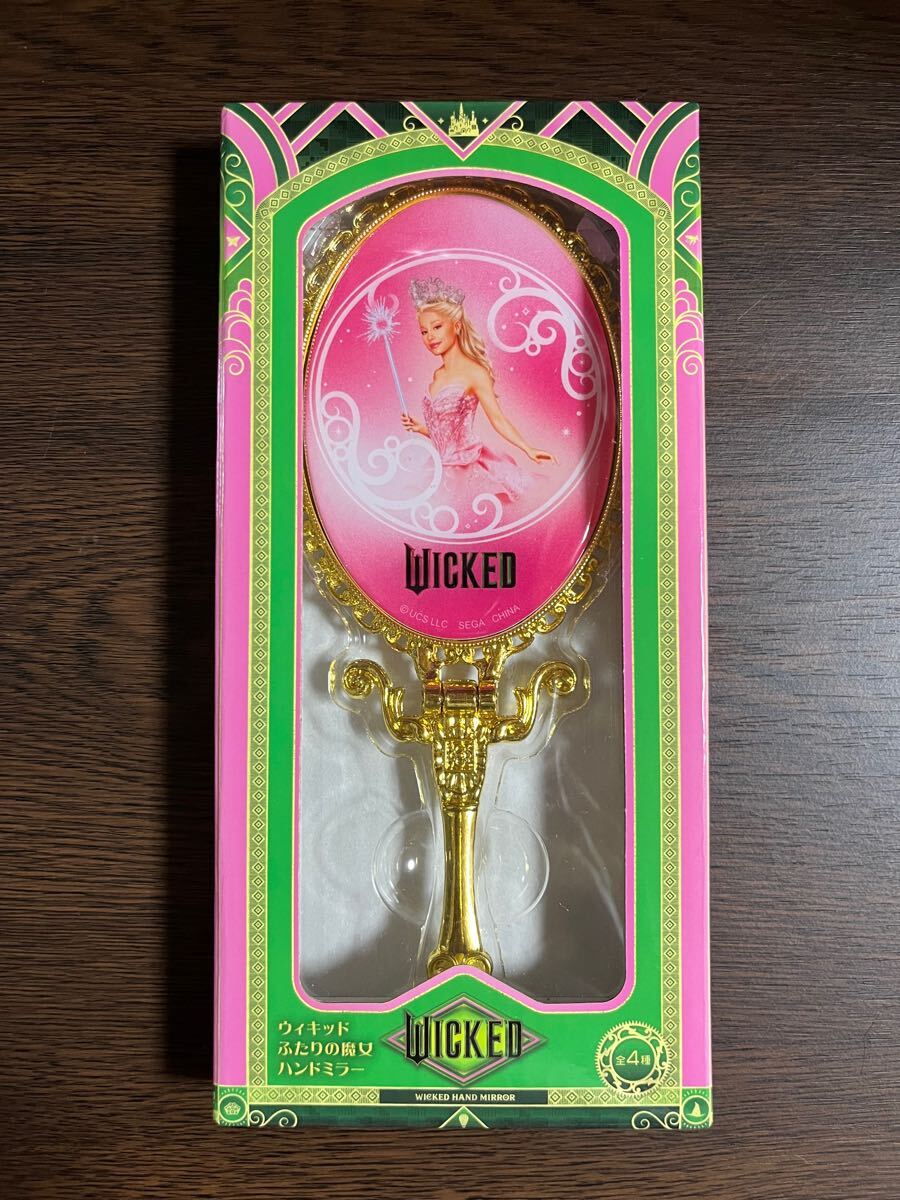 WICKED
© UCS LLC SEGA CHINA
ウィキッド
ふたりの魔女
ハンドミラー
WICKED
全4種
WICKED HAND MIRROR